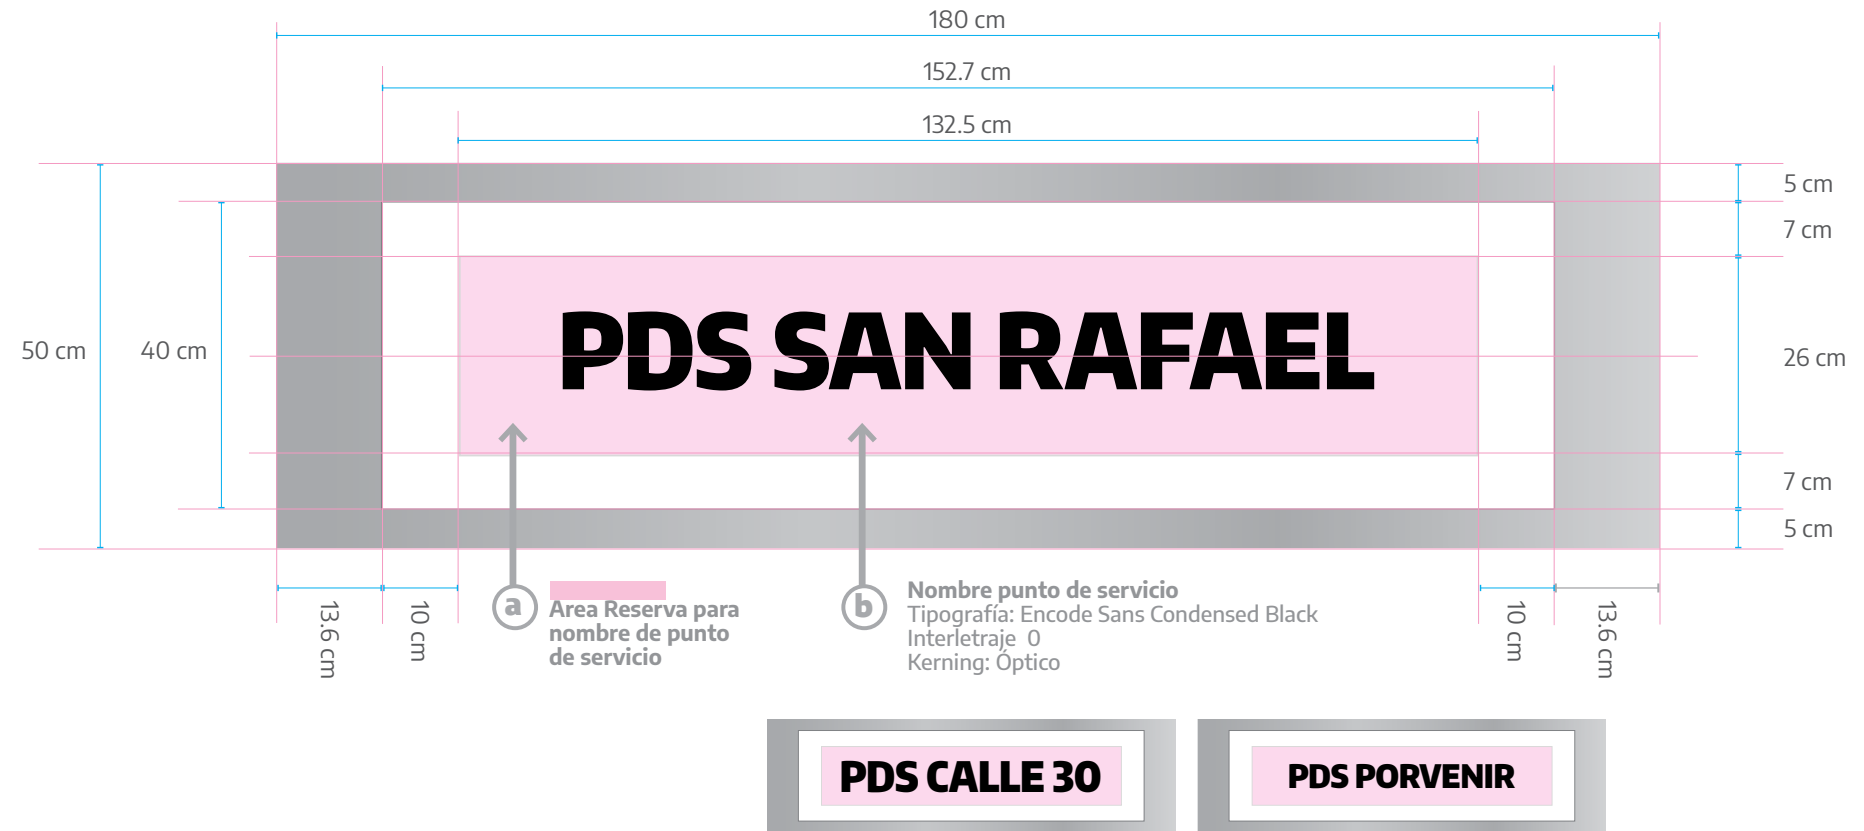 180 cm
152.7 cm
132.5 cm
5 cm
7 cm
50 cm
40 cm
PDS SAN RAFAEL
26 cm
7 cm
5 cm
13.6 cm
10 cm
a
Area Reserva para
nombre de punto
de servicio
b
Nombre punto de servicio
Tipografía: Encode Sans Condensed Black
Interletraje 0
Kerning: Óptico
10 cm
13.6 cm
PDS CALLE 30
PDS PORVENIR